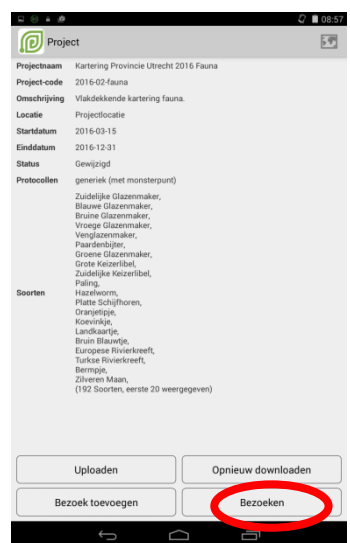 08:57
Project
Projectnaam Kartering Provincie Utrecht 2016 Fauna
Project-code 2016-02-fauna
Omschrijving Vlakdekkende kartering fauna.
Locatie Projectlocatie
Startdatum 2016-03-15
Einddatum 2016-12-31
Status Gewijzigd
Protocollen generiek (met monsterpunt)
Zuidelijke Glazenmaker,
Blauwe Glazenmaker,
Bruine Glazenmaker,
Vroege Glazenmaker,
Venglazenmaker,
Paardenbijter,
Groene Glazenmaker,
Grote Keizerlibel,
Zuidelijke Keizerlibel,
Paling,
Soorten Hazelworm,
Platte Schijfhoren,
Oranjetipje,
Koevinkje,
Landkaartje,
Bruin Blauwtje,
Europese Rivierkreeft,
Turkse Rivierkreeft,
Bermpje,
Zilveren Maan,
(192 Soorten, eerste 20 weergegeven)
Uploaden Opnieuw downloaden
Bezoek toevoegen Bezoeken